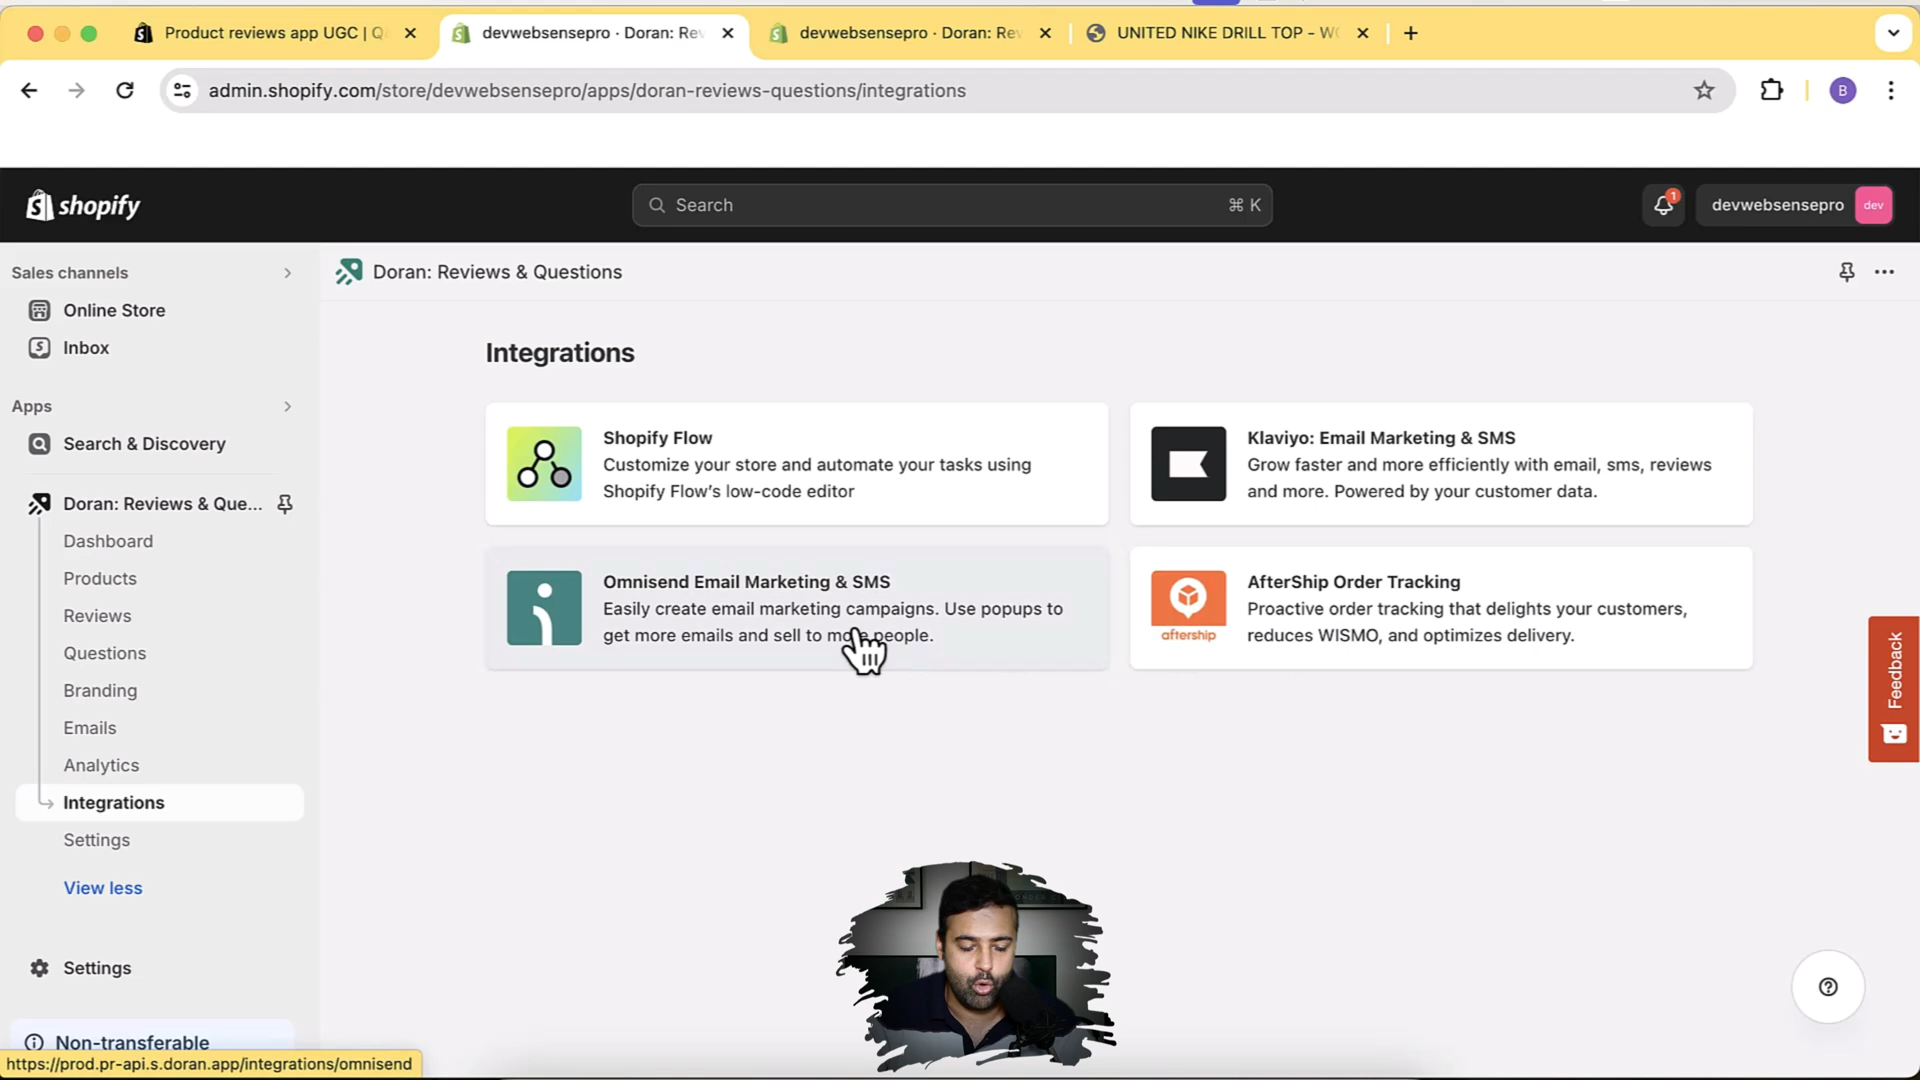 Product reviews app UGC | Q
devwebsensepro · Doran: Re
devwebsensepro · Doran: Re
UNITED NIKE DRILL TOP - W
admin.shopify.com/store/devwebsensepro/apps/doran-reviews-questions/integrations
B
shopify
Search
⌘ K
1
devwebsensepro
dev
Sales channels
Online Store
Inbox
Apps
Search & Discovery
Doran: Reviews & Que...
Dashboard
Products
Reviews
Questions
Branding
Emails
Analytics
Integrations
Settings
View less
Settings
Non-transferable
https://prod.pr-api.s.doran.app/integrations/omnisend
Doran: Reviews & Questions
Integrations
Shopify Flow
Customize your store and automate your tasks using
Shopify Flow's low-code editor
Klaviyo: Email Marketing & SMS
Grow faster and more efficiently with email, sms, reviews
and more. Powered by your customer data.
Omnisend Email Marketing & SMS
Easily create email marketing campaigns. Use popups to
get more emails and sell to more people.
aftership
AfterShip Order Tracking
Proactive order tracking that delights your customers,
reduces WISMO, and optimizes delivery.
Feedback